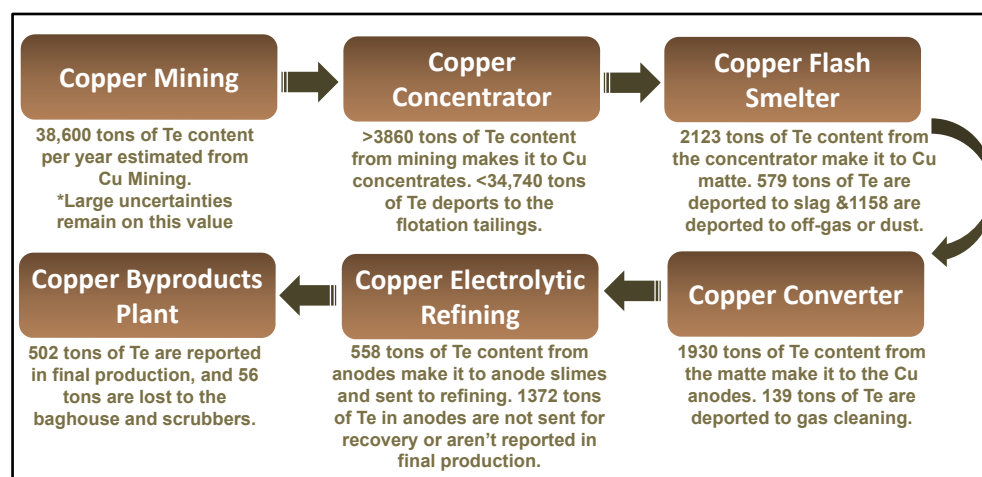 Copper Mining
38,600 tons of Te content
per year estimated from
Cu Mining.
*Large uncertainties
remain on this value
Copper
Concentrator
>3860 tons of Te content
from mining makes it to Cu
concentrates. <34,740 tons
of Te deports to the
flotation tailings.
Copper Flash
Smelter
2123 tons of Te content from
the concentrator make it to Cu
matte. 579 tons of Te are
deported to slag &1158 are
deported to off-gas or dust.
Copper Converter
1930 tons of Te content from
the matte make it to the Cu
anodes. 139 tons of Te are
deported to gas cleaning.
Copper Electrolytic
Refining
558 tons of Te content from
anodes make it to anode slimes
and sent to refining. 1372 tons
of Te in anodes are not sent for
recovery or aren't reported in
final production.
Copper Byproducts
Plant
502 tons of Te are reported
in final production, and 56
tons are lost to the
baghouse and scrubbers.